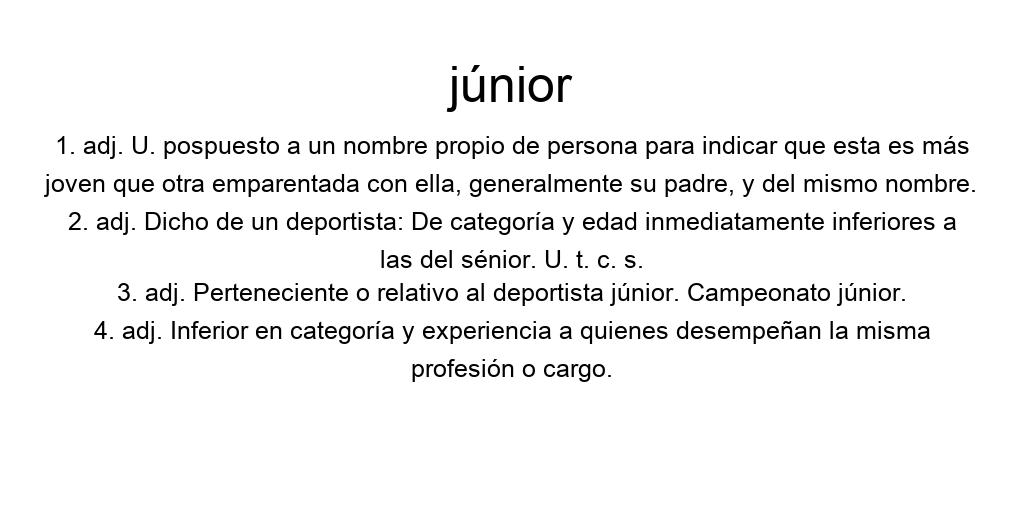 júnior
1. adj. U. pospuesto a un nombre propio de persona para indicar que esta es más
joven que otra emparentada con ella, generalmente su padre, y del mismo nombre.
2. adj. Dicho de un deportista: De categoría y edad inmediatamente inferiores a
las del sénior. U. t. c. s.
3. adj. Perteneciente o relativo al deportista júnior. Campeonato júnior.
4. adj. Inferior en categoría y experiencia a quienes desempeñan la misma
profesión o cargo.